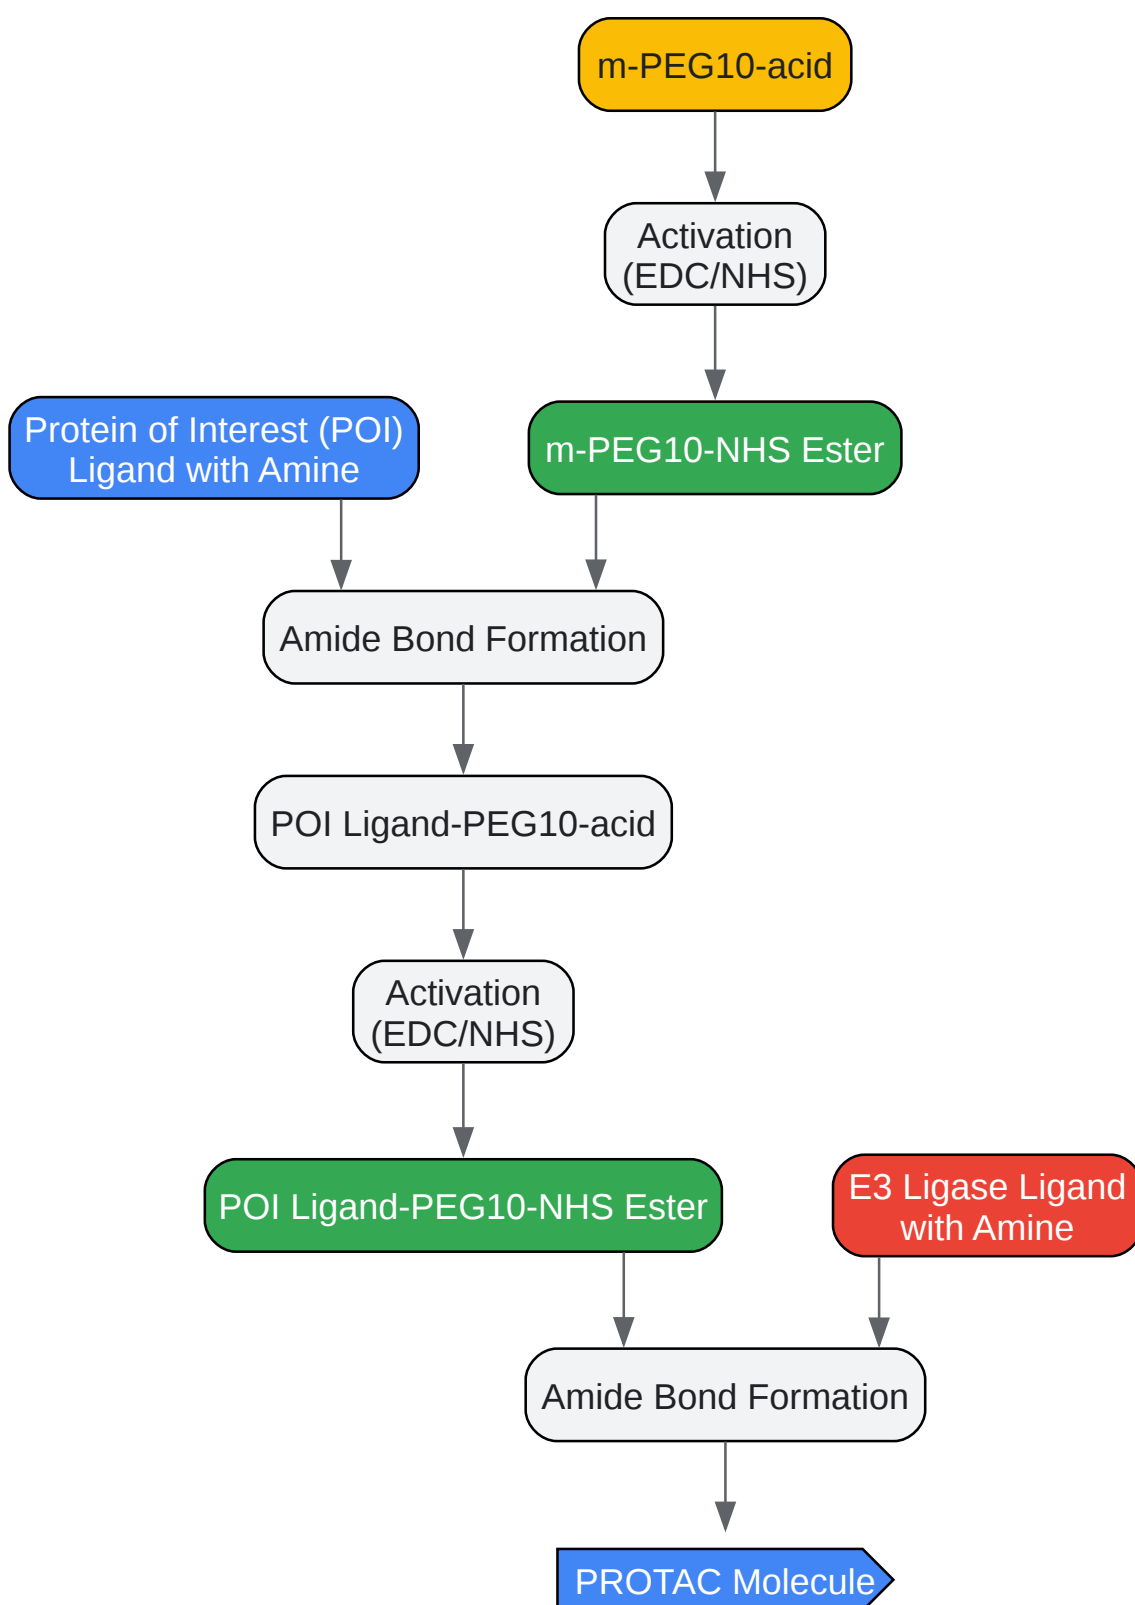 m-PEG10-acid
Activation
(EDC/NHS)
Protein of Interest (POI)
Ligand with Amine
m-PEG10-NHS Ester
Amide Bond Formation
POI Ligand-PEG10-acid
Activation
(EDC/NHS)
POI Ligand-PEG10-NHS Ester
E3 Ligase Ligand
with Amine
Amide Bond Formation
PROTAC Molecule